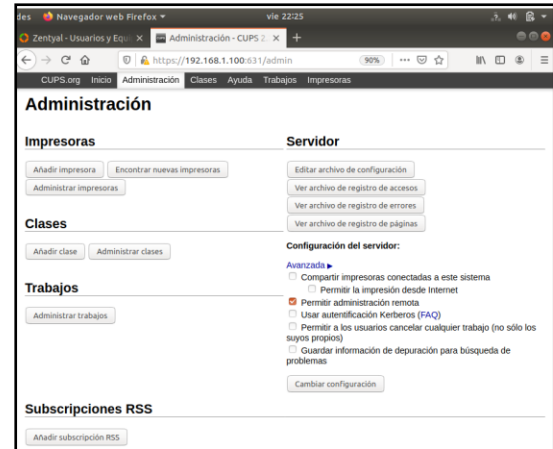 des Navegador web Firefox vie 22:25
Zentyal - Usuarios y Equi Administración - CUPS 2.
https://192.168.1.100:631/admin 90%
CUPS.org Inicio Administración Clases Ayuda Trabajos Impresoras
Administración
Impresoras
Añadir impresora Encontrar nuevas impresoras
Administrar impresoras
Clases
Añadir clase Administrar clases
Trabajos
Administrar trabajos
Servidor
Editar archivo de configuración
Ver archivo de registro de accesos
Ver archivo de registro de errores
Ver archivo de registro de páginas
Configuración del servidor:
Avanzada ▸
Compartir impresoras conectadas a este sistema
Permitir la impresión desde Internet
Permitir administración remota
Usar autentificación Kerberos (FAQ)
Permitir a los usuarios cancelar cualquier trabajo (no sólo los
suyos propios)
Guardar información de depuración para búsqueda de
problemas
Cambiar configuración
Subscripciones RSS
Añadir subscripción RSS